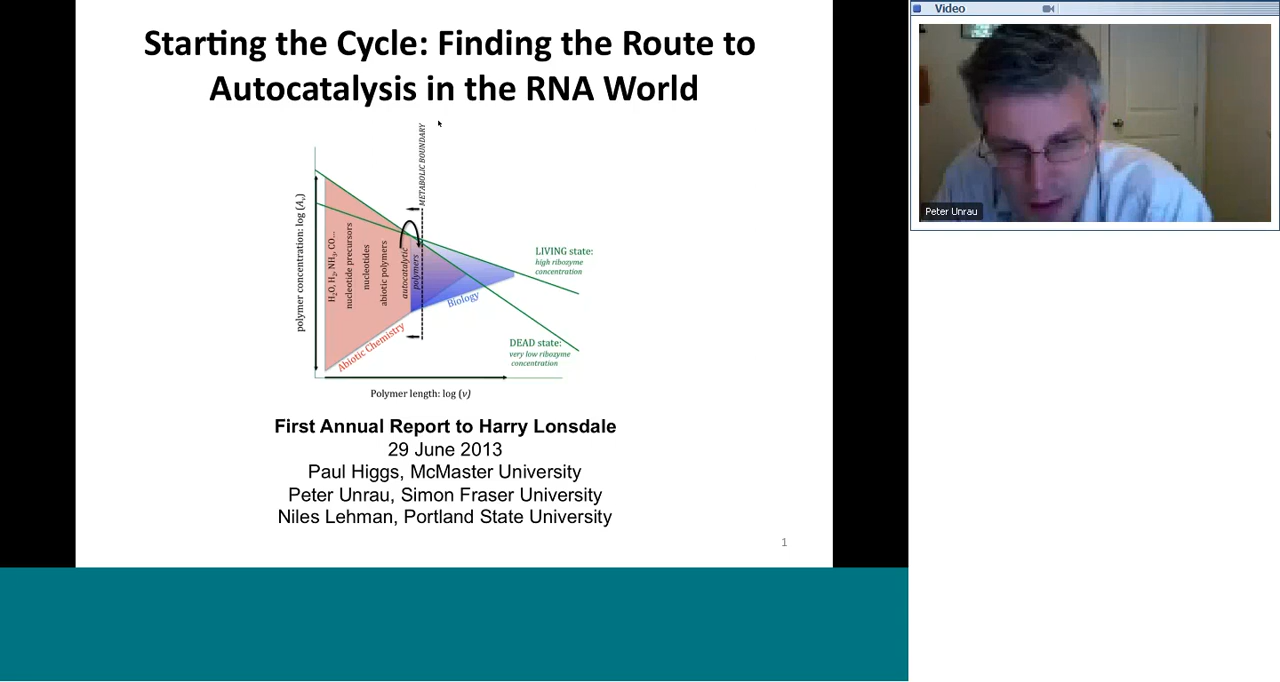 Starting the Cycle: Finding the Route to
Autocatalysis in the RNA World
METABOLIC BOUNDARY
polymer concentration: log (Aᵥ)
H₂O, H₂, NH₃, CO...
nucleotide precursors
nucleotides
abiotic polymers
autocatalytic
polymers
LIVING state:
high ribozyme
concentration
Biology
Abiotic Chemistry
DEAD state:
very low ribozyme
concentration
Polymer length: log (v)
First Annual Report to Harry Lonsdale
29 June 2013
Paul Higgs, McMaster University
Peter Unrau, Simon Fraser University
Niles Lehman, Portland State University
1
Video
Peter Unrau